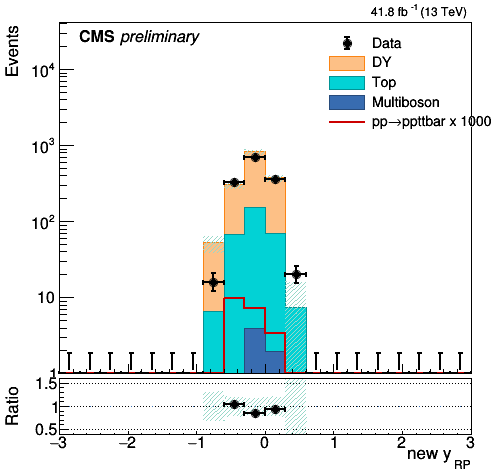 41.8 fb⁻¹ (13 TeV)
Events
CMS preliminary
Data
DY
Top
Multiboson
pp→ppttbar x 1000
10⁴
10³
10²
10
1
Ratio
1.5
1
0.5
−3 −2 −1 0 1 2 3
new y_RP